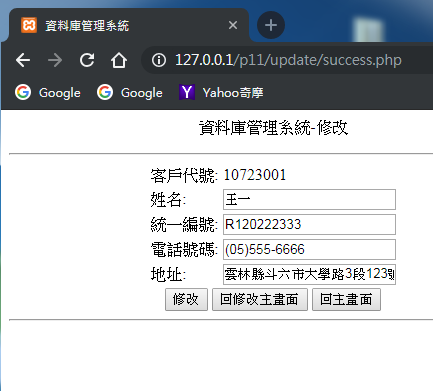 資料庫管理系統
127.0.0.1/p11/update/success.php
Google Google Yahoo奇摩
資料庫管理系統-修改
客戶代號: 10723001
姓名: 王一
統一編號: R120222333
電話號碼: (05)555-6666
地址: 雲林縣斗六市大學路3段123
修改 回修改主畫面 回主畫面